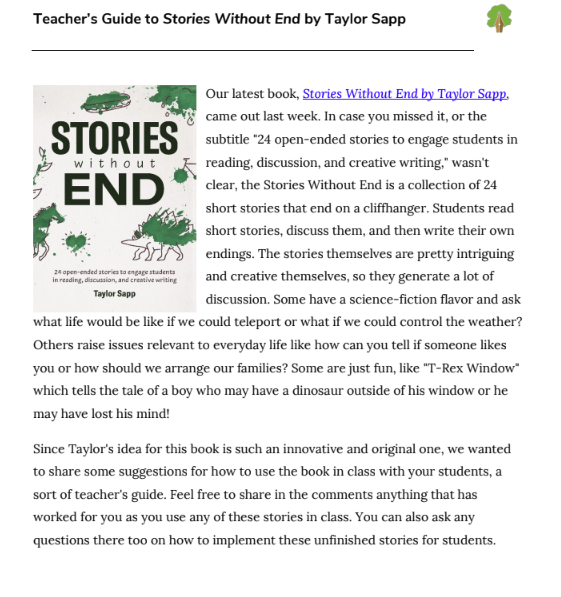 Teacher's Guide to Stories Without End by Taylor Sapp
STORIES
without
END
24 open-ended stories to engage students
in reading, discussion, and creative writing
Taylor Sapp
Our latest book, Stories Without End by Taylor Sapp,
came out last week. In case you missed it, or the
subtitle "24 open-ended stories to engage students in
reading, discussion, and creative writing," wasn't
clear, the Stories Without End is a collection of 24
short stories that end on a cliffhanger. Students read
short stories, discuss them, and then write their own
endings. The stories themselves are pretty intriguing
and creative themselves, so they generate a lot of
discussion. Some have a science-fiction flavor and ask
what life would be like if we could teleport or what if we could control the weather?
Others raise issues relevant to everyday life like how can you tell if someone likes
you or how should we arrange our families? Some are just fun, like "T-Rex Window"
which tells the tale of a boy who may have a dinosaur outside of his window or he
may have lost his mind!
Since Taylor's idea for this book is such an innovative and original one, we wanted
to share some suggestions for how to use the book in class with your students, a
sort of teacher's guide. Feel free to share in the comments anything that has
worked for you as you use any of these stories in class. You can also ask any
questions there too on how to implement these unfinished stories for students.